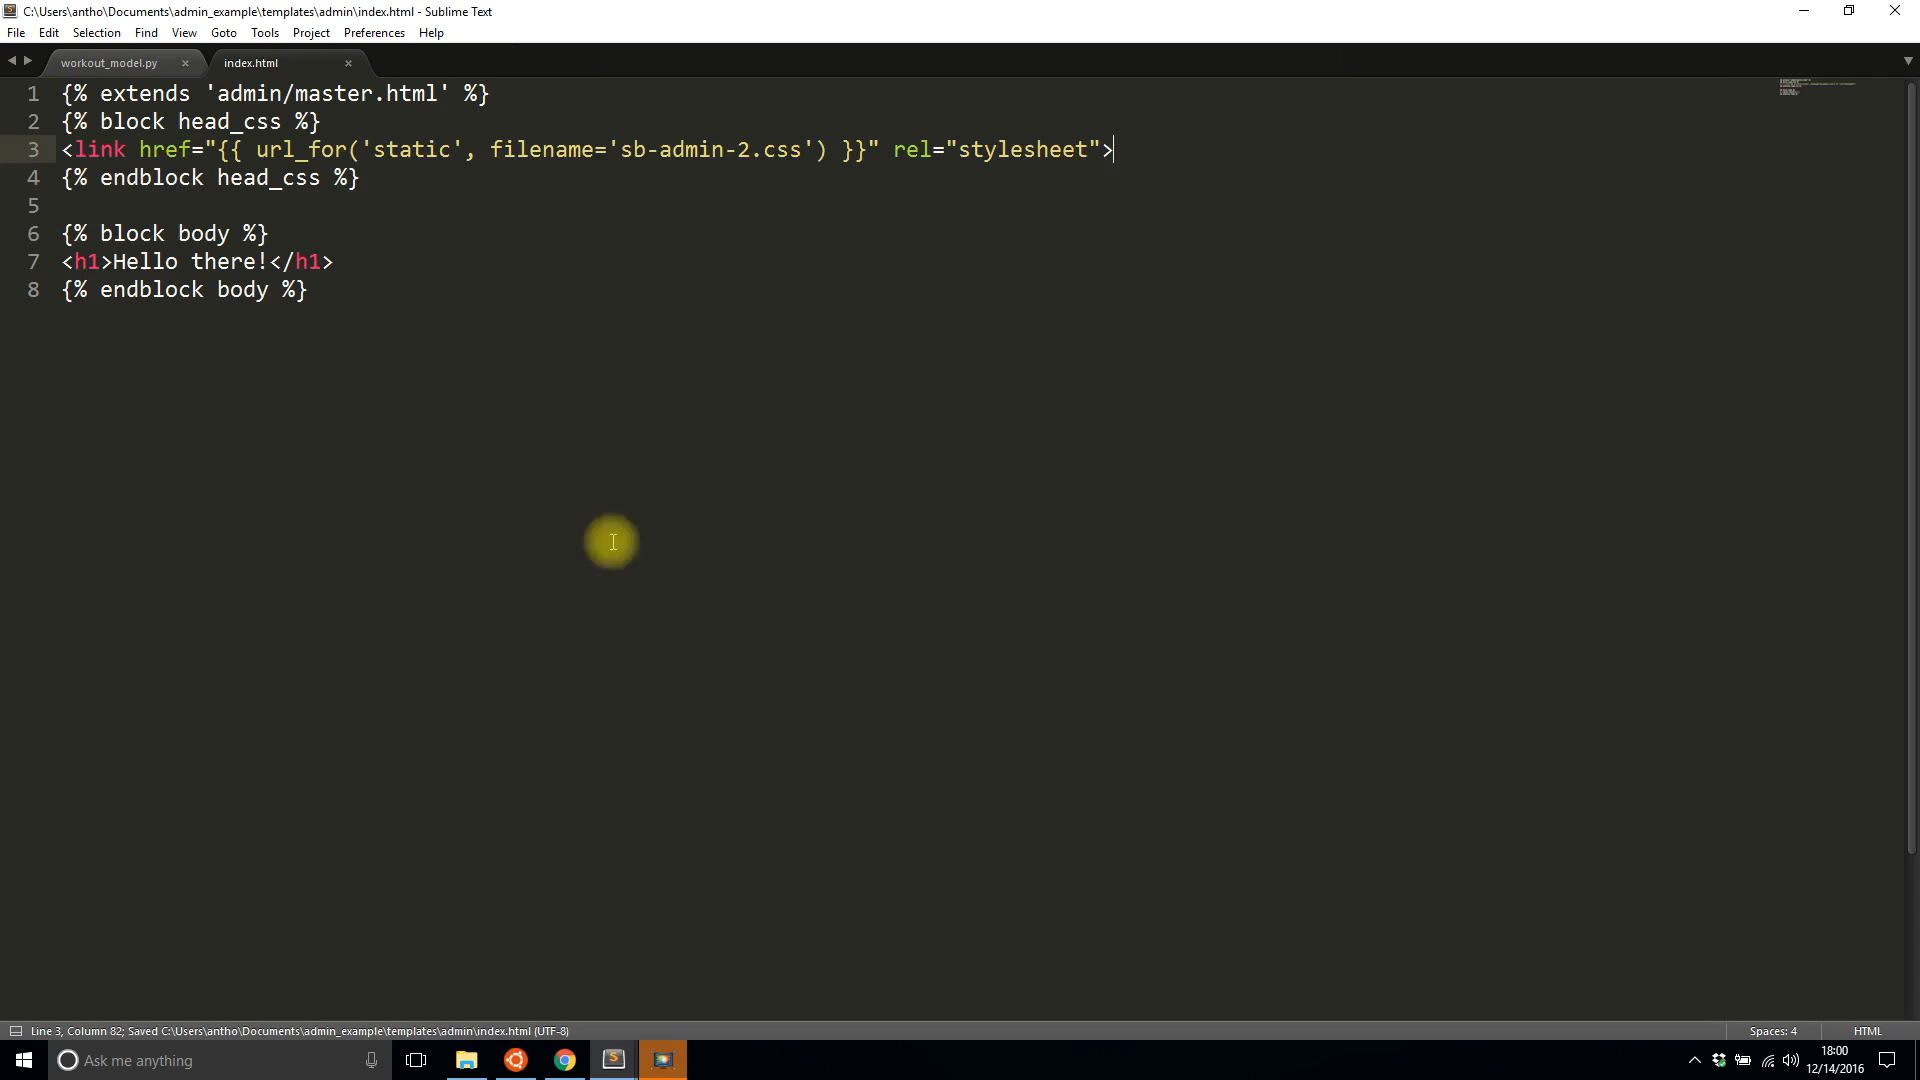 C:\Users\antho\Documents\admin_example\templates\admin\index.html - Sublime Text
File Edit Selection Find View Goto Tools Project Preferences Help
workout_model.py × index.html ×
1 {% extends 'admin/master.html' %}
2 {% block head_css %}
3 <link href="{{ url_for('static', filename='sb-admin-2.css') }}" rel="stylesheet">
4 {% endblock head_css %}
5
6 {% block body %}
7 <h1>Hello there!</h1>
8 {% endblock body %}
Line 3, Column 82; Saved C:\Users\antho\Documents\admin_example\templates\admin\index.html (UTF-8) Spaces: 4 HTML
Ask me anything
18:00
12/14/2016